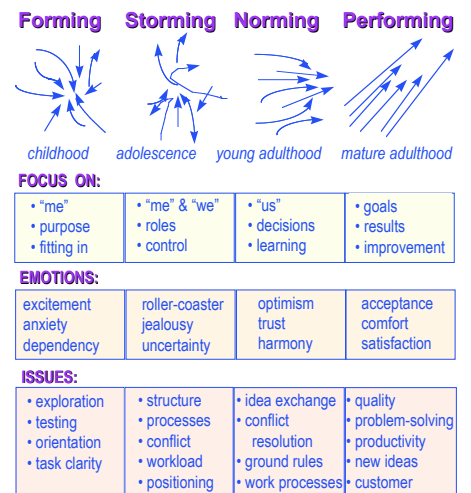 Forming Storming Norming Performing
childhood adolescence young adulthood mature adulthood
FOCUS ON:
• “me”
• purpose
• fitting in
• “me” & “we”
• roles
• control
• “us”
• decisions
• learning
• goals
• results
• improvement
EMOTIONS:
excitement
anxiety
dependency
roller-coaster
jealousy
uncertainty
optimism
trust
harmony
acceptance
comfort
satisfaction
ISSUES:
• exploration
• testing
• orientation
• task clarity
• structure
• processes
• conflict
• workload
• positioning
• idea exchange
• conflict
resolution
• ground rules
• work processes
• quality
• problem-solving
• productivity
• new ideas
• customer